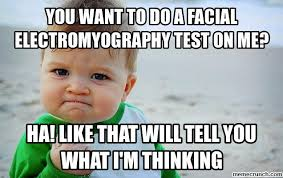 YOU WANT TO DO A FACIAL
ELECTROMYOGRAPHY TEST ON ME?
HA! LIKE THAT WILL TELL YOU
WHAT I'M THINKING
memecrunch.com